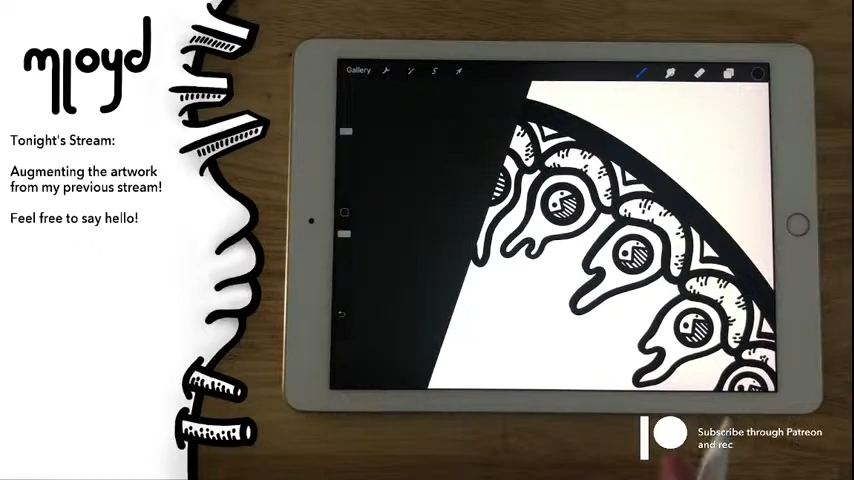 mloyd
Tonight's Stream:
Augmenting the artwork
from my previous stream!
Feel free to say hello!
Gallery
Subscribe through Patreon
and rec